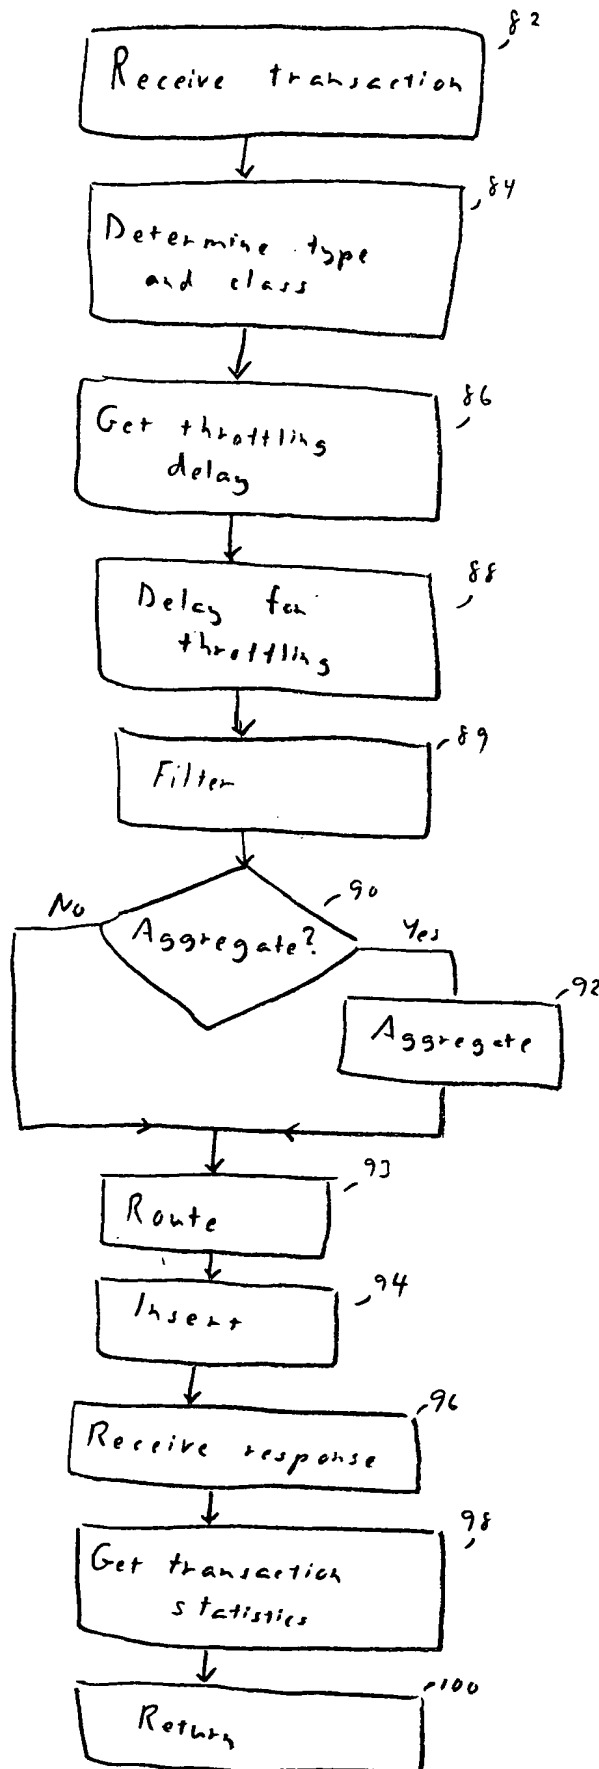 82
Receive transaction
84
Determine type
and class
86
Get throttling
delay
88
Delay for
throttling
89
Filter
90
No
Aggregate?
Yes
92
Aggregate
93
Route
94
Insert
96
Receive response
98
Get transaction
statistics
100
Return